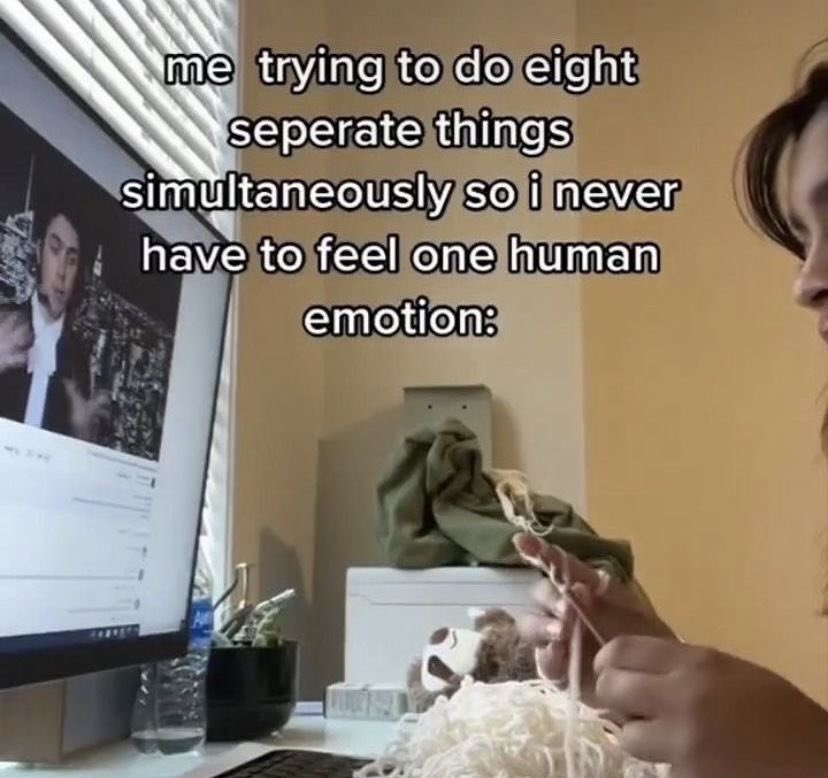 me trying to do eight
seperate things
simultaneously so i never
have to feel one human
emotion: